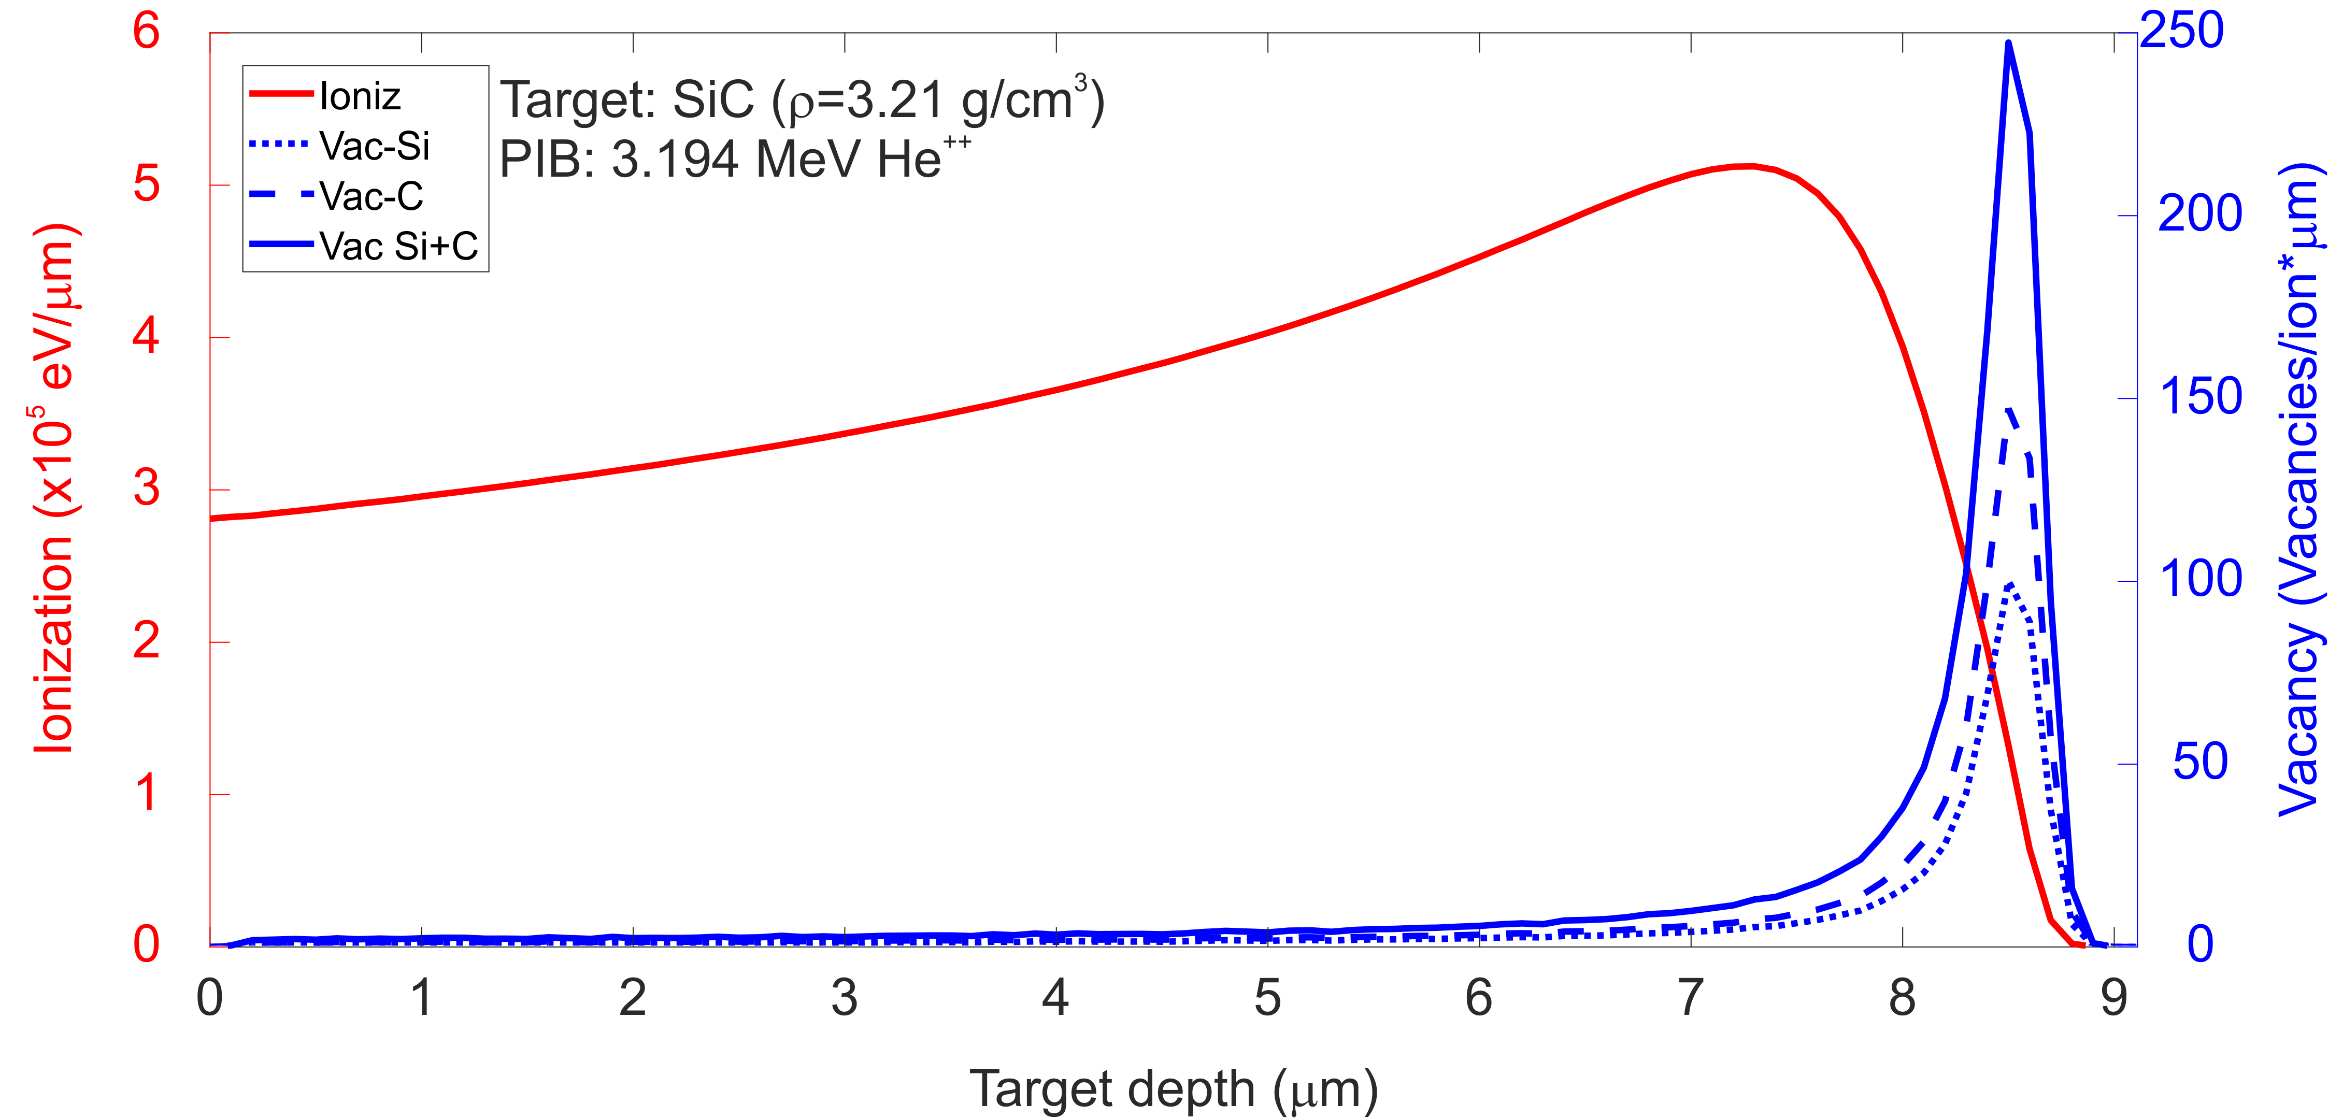 6
5
4
3
2
1
0
Ionization (x10⁵ eV/μm)
Ioniz
Vac-Si
Vac-C
Vac Si+C
Target: SiC (ρ=3.21 g/cm³)
PIB: 3.194 MeV He⁺⁺
250
200
150
100
50
0
Vacancy (Vacancies/ion*μm)
0 1 2 3 4 5 6 7 8 9
Target depth (μm)